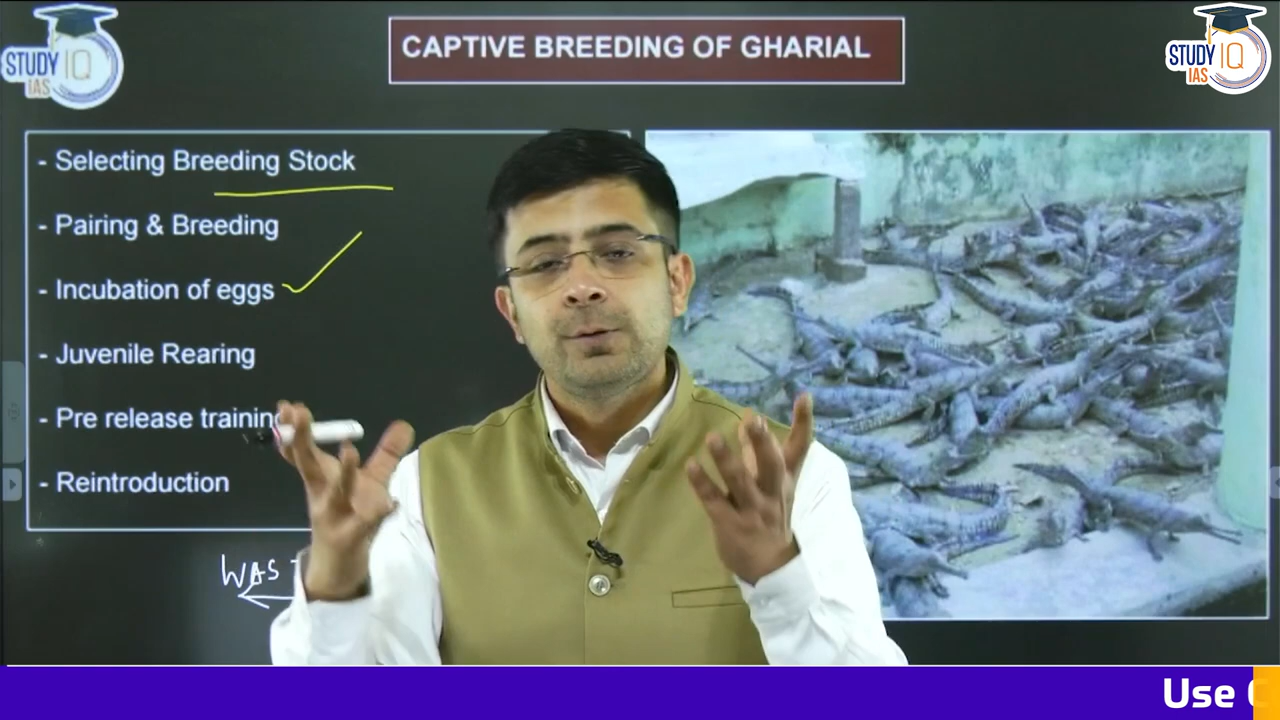 STUDY IQ
IAS
CAPTIVE BREEDING OF GHARIAL
STUDY IQ
IAS
- Selecting Breeding Stock
- Pairing & Breeding
- Incubation of eggs
- Juvenile Rearing
- Pre release training
- Reintroduction
WAS
Use